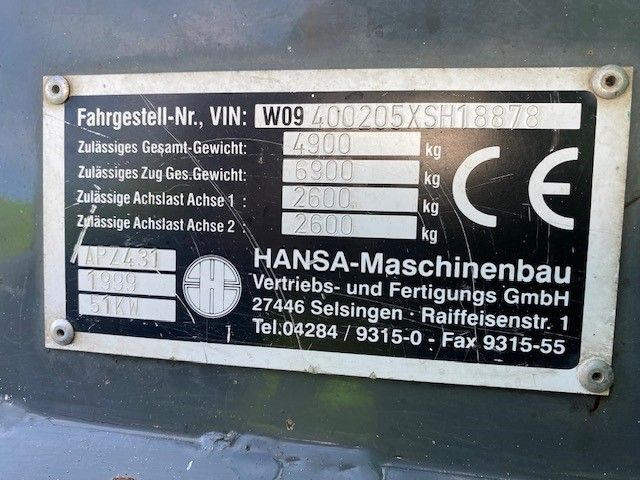 Fahrgestell-Nr., VIN: W09 400205XSH18878
Zulässiges Gesamt-Gewicht: 4900 kg
Zulässiges Zug Ges.Gewicht: 6900 kg
Zulässige Achslast Achse 1 : 2600 kg
Zulässige Achslast Achse 2 : 2600 kg
CE
APZ431
1999
51KW
H
HANSA-Maschinenbau
Vertriebs- und Fertigungs GmbH
27446 Selsingen · Raiffeisenstr. 1
Tel.04284 / 9315-0 - Fax 9315-55